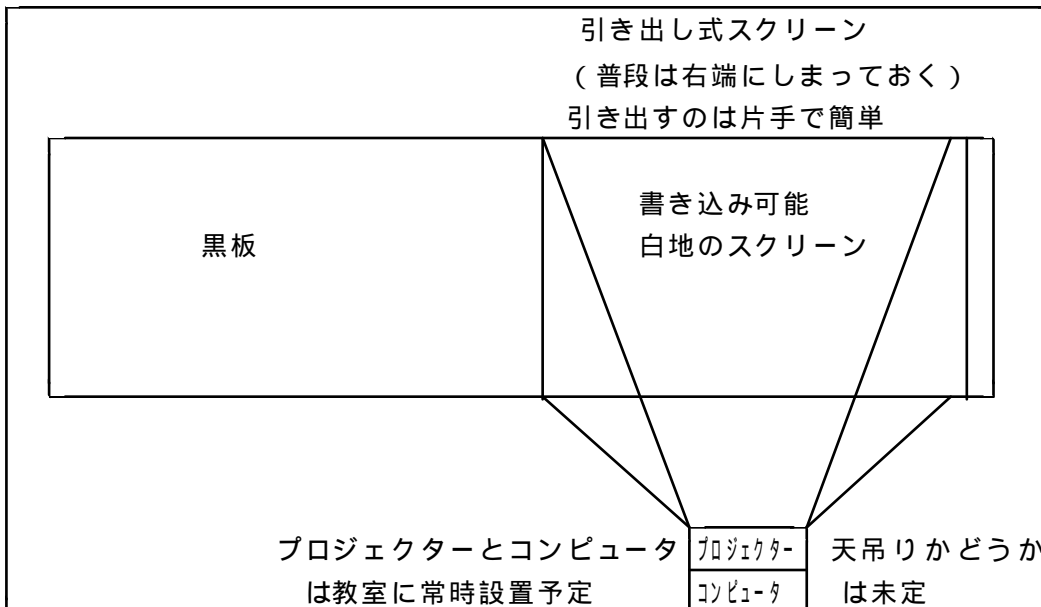 引き出し式スクリーン
（普段は右端にしまっておく）
引き出すのは片手で簡単
書き込み可能
白地のスクリーン
黒板
プロジェクターとコンピュータ
は教室に常時設置予定
プロジェクター
コンピュータ
天吊りかどうか
は未定